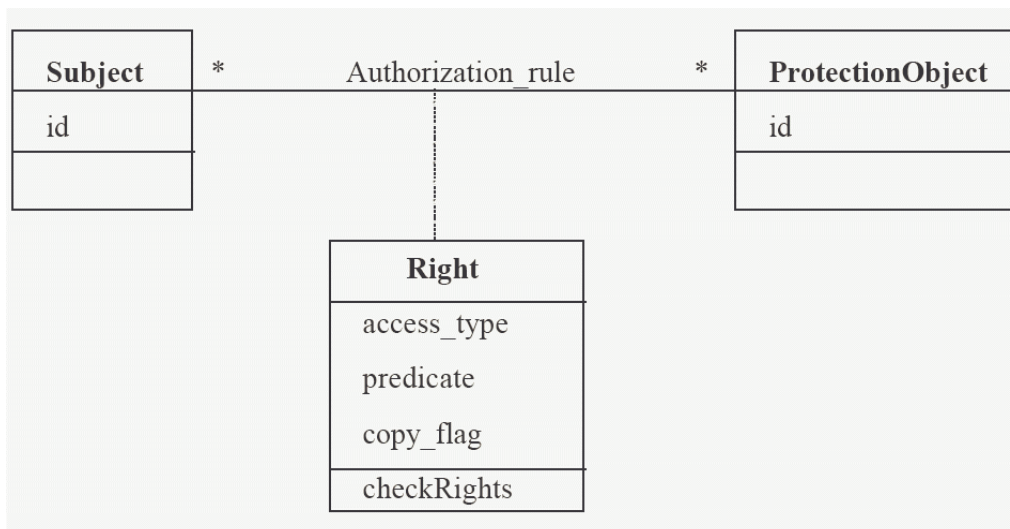 Subject
*
Authorization_rule
*
ProtectionObject
id
id
Right
access_type
predicate
copy_flag
checkRights